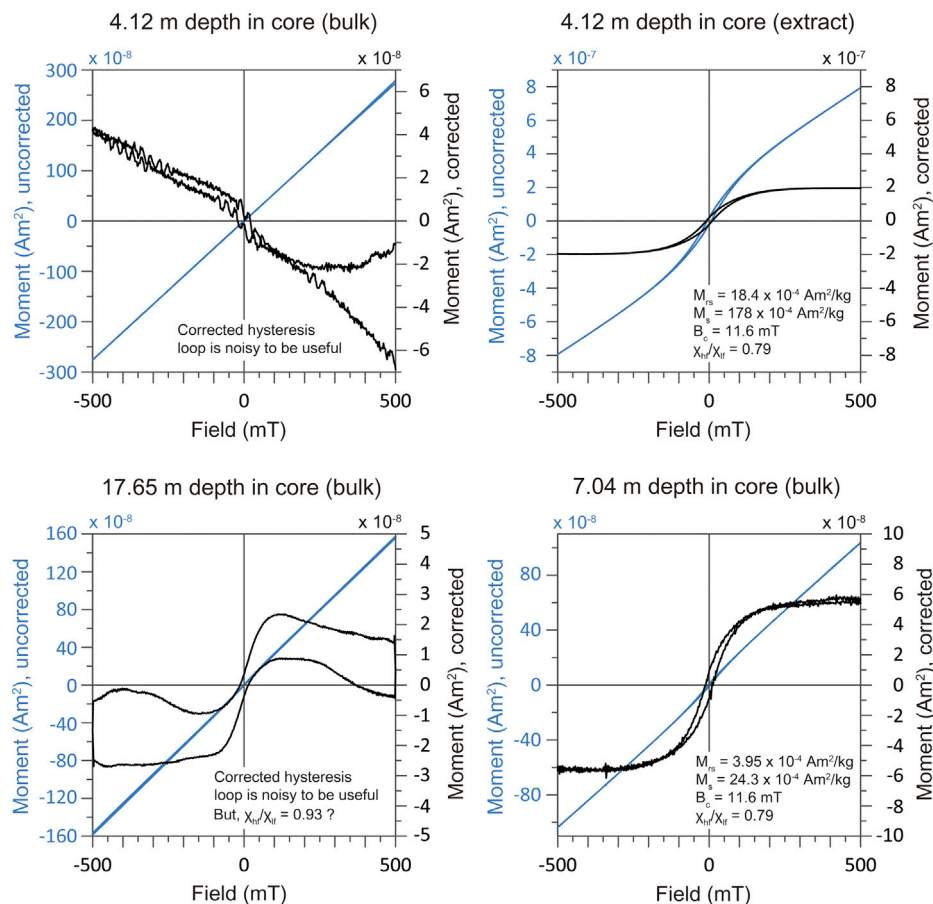 4.12 m depth in core (bulk)
x 10⁻⁸
x 10⁻⁸
Moment (Am²), uncorrected
300
200
100
0
-100
-200
-300
Moment (Am²), corrected
6
4
2
0
-2
-4
-6
Corrected hysteresis
loop is noisy to be useful
-500
0
500
Field (mT)
4.12 m depth in core (extract)
x 10⁻⁷
x 10⁻⁷
Moment (Am²), uncorrected
8
6
4
2
0
-2
-4
-6
-8
Moment (Am²), corrected
8
6
4
2
0
-2
-4
-6
-8
Mrs = 18.4 x 10⁻⁴ Am²/kg
Ms = 178 x 10⁻⁴ Am²/kg
Bc = 11.6 mT
χhf/χlf = 0.79
-500
0
500
Field (mT)
17.65 m depth in core (bulk)
x 10⁻⁸
x 10⁻⁸
Moment (Am²), uncorrected
160
120
80
40
0
-40
-80
-120
-160
Moment (Am²), corrected
5
4
3
2
1
0
-1
-2
-3
-4
-5
Corrected hysteresis
loop is noisy to be useful
But, χhf/χlf = 0.93 ?
-500
0
500
Field (mT)
7.04 m depth in core (bulk)
x 10⁻⁸
x 10⁻⁸
Moment (Am²), uncorrected
80
40
0
-40
-80
Moment (Am²), corrected
10
8
6
4
2
0
-2
-4
-6
-8
-10
Mrs = 3.95 x 10⁻⁴ Am²/kg
Ms = 24.3 x 10⁻⁴ Am²/kg
Bc = 11.6 mT
χhf/χlf = 0.79
-500
0
500
Field (mT)